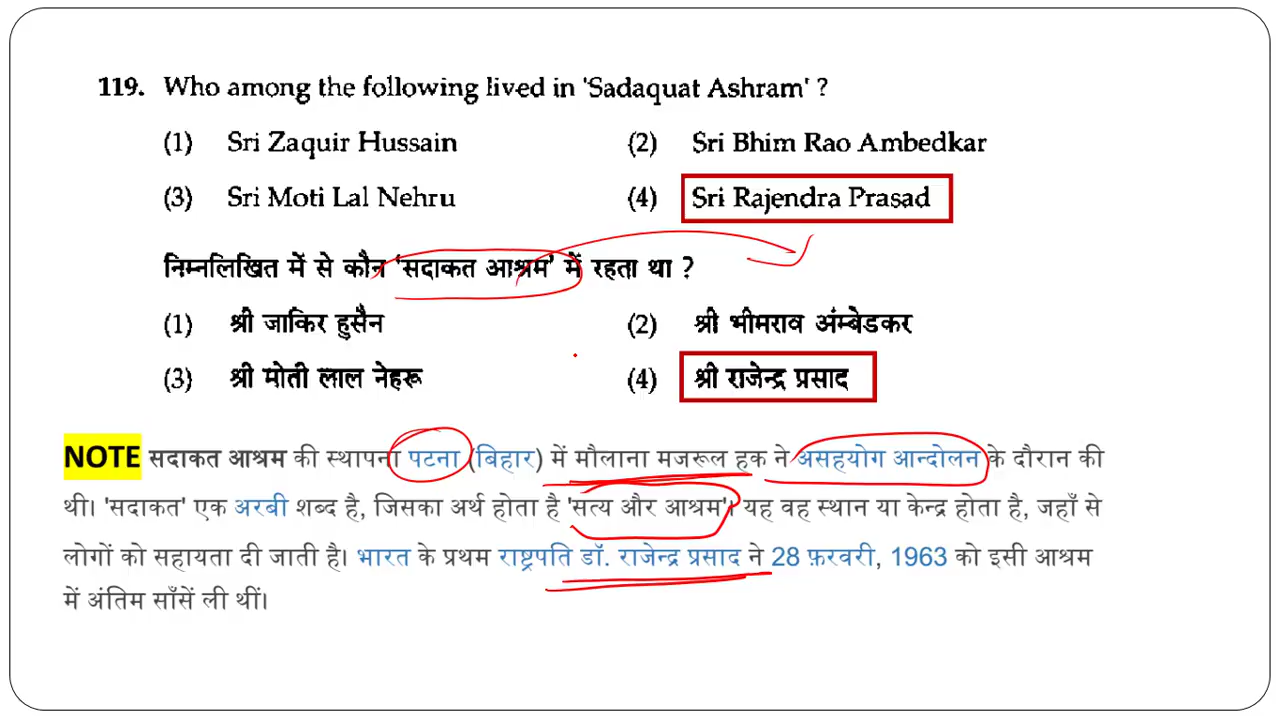 119. Who among the following lived in 'Sadaquat Ashram' ?
(1) Sri Zaquir Hussain (2) Sri Bhim Rao Ambedkar
(3) Sri Moti Lal Nehru (4) Sri Rajendra Prasad
निम्नलिखित में से कौन 'सदाकत आश्रम' में रहता था ?
(1) श्री जाकिर हुसैन (2) श्री भीमराव अंम्बेडकर
(3) श्री मोती लाल नेहरू (4) श्री राजेन्द्र प्रसाद
NOTE सदाकत आश्रम की स्थापना पटना (बिहार) में मौलाना मजरूल हक ने असहयोग आन्दोलन के दौरान की
थी। 'सदाकत' एक अरबी शब्द है, जिसका अर्थ होता है 'सत्य और आश्रम'। यह वह स्थान या केन्द्र होता है, जहाँ से
लोगों को सहायता दी जाती है। भारत के प्रथम राष्ट्रपति डॉ. राजेन्द्र प्रसाद ने 28 फ़रवरी, 1963 को इसी आश्रम
में अंतिम साँसें ली थीं।